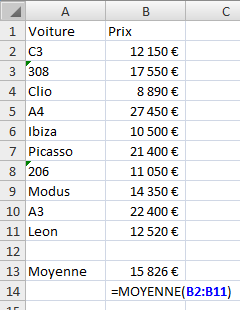 A B C
1 Voiture Prix
2 C3 12 150 €
3 308 17 550 €
4 Clio 8 890 €
5 A4 27 450 €
6 Ibiza 10 500 €
7 Picasso 21 400 €
8 206 11 050 €
9 Modus 14 350 €
10 A3 22 400 €
11 Leon 12 520 €
12
13 Moyenne 15 826 €
14 =MOYENNE(B2:B11)